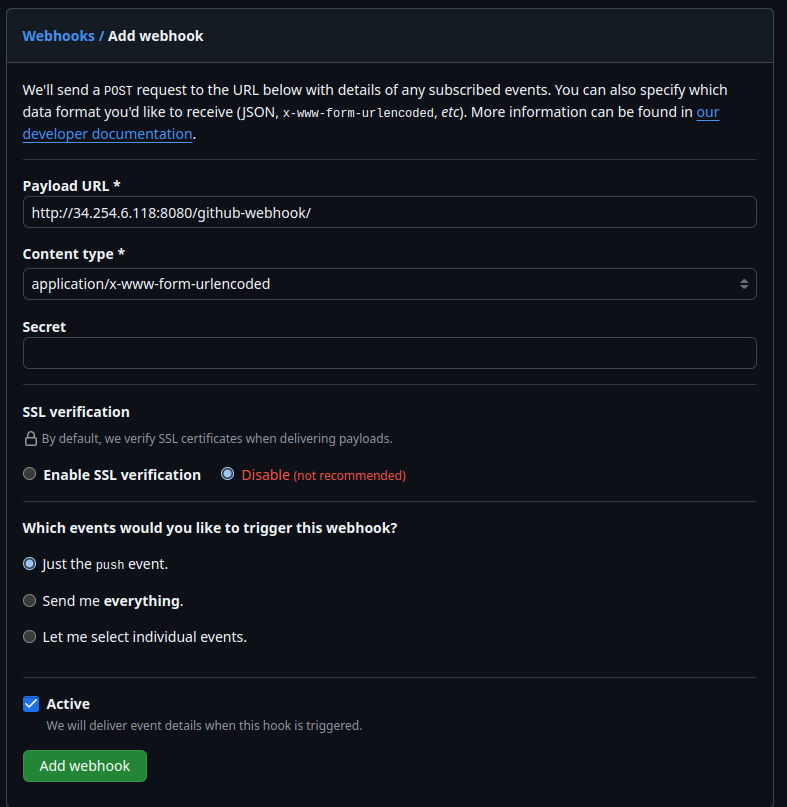 Webhooks / Add webhook
We'll send a POST request to the URL below with details of any subscribed events. You can also specify which
data format you'd like to receive (JSON, x-www-form-urlencoded, etc). More information can be found in our
developer documentation.
Payload URL *
http://34.254.6.118:8080/github-webhook/
Content type *
application/x-www-form-urlencoded
Secret
SSL verification
By default, we verify SSL certificates when delivering payloads.
Enable SSL verification Disable (not recommended)
Which events would you like to trigger this webhook?
Just the push event.
Send me everything.
Let me select individual events.
Active
We will deliver event details when this hook is triggered.
Add webhook